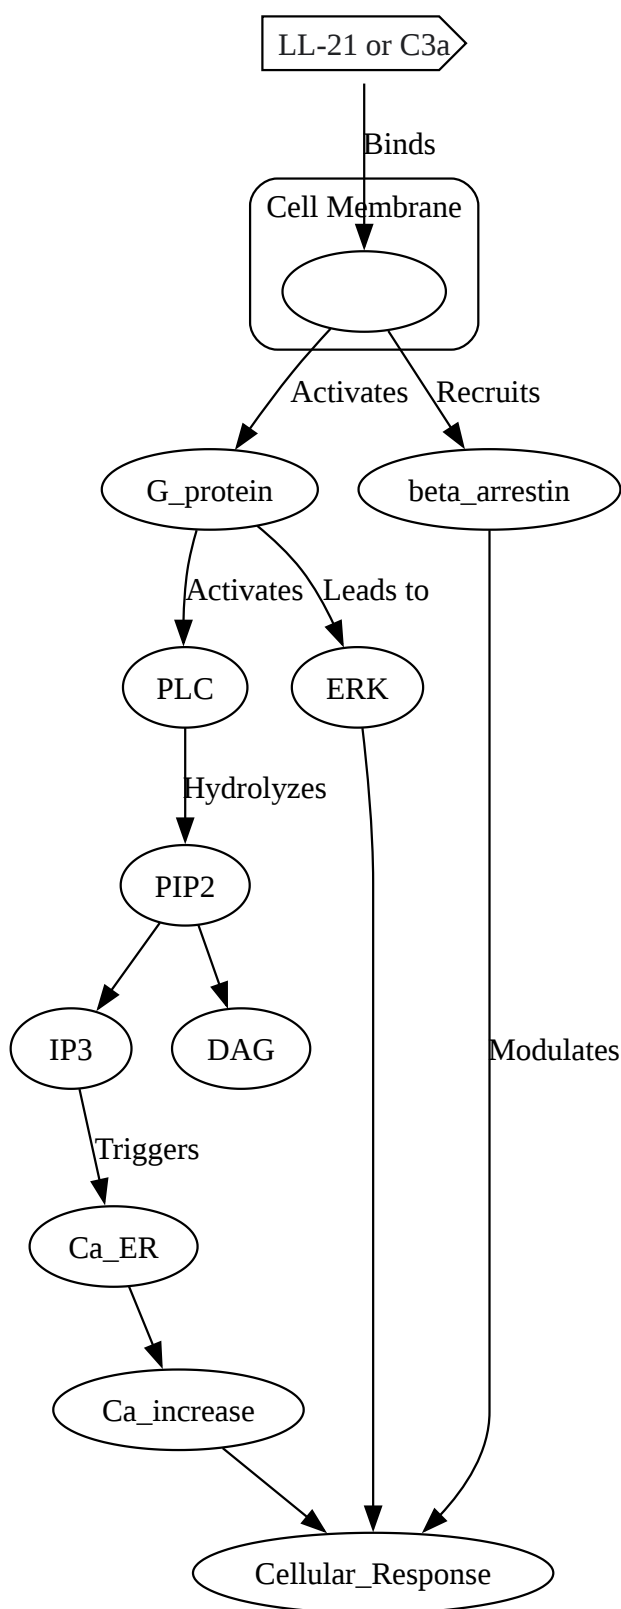 LL-21 or C3a
Binds
Cell Membrane
Activates
Recruits
G_protein
beta_arrestin
Activates
Leads to
PLC
ERK
Hydrolyzes
PIP2
IP3
DAG
Modulates
Triggers
Ca_ER
Ca_increase
Cellular_Response